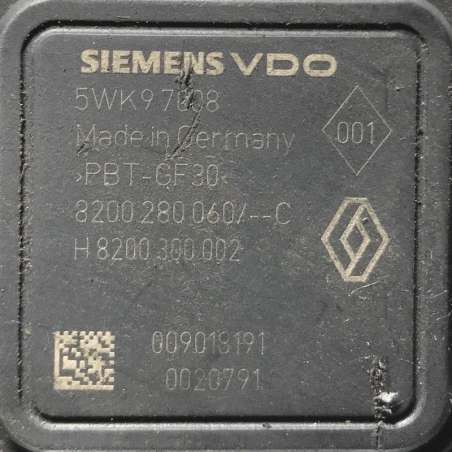 SIEMENS VDO
5WK9 7008
Made in Germany
001
>PBT-GF30<
8200 280 060/--C
H 8200 300 002
009018191
0020791